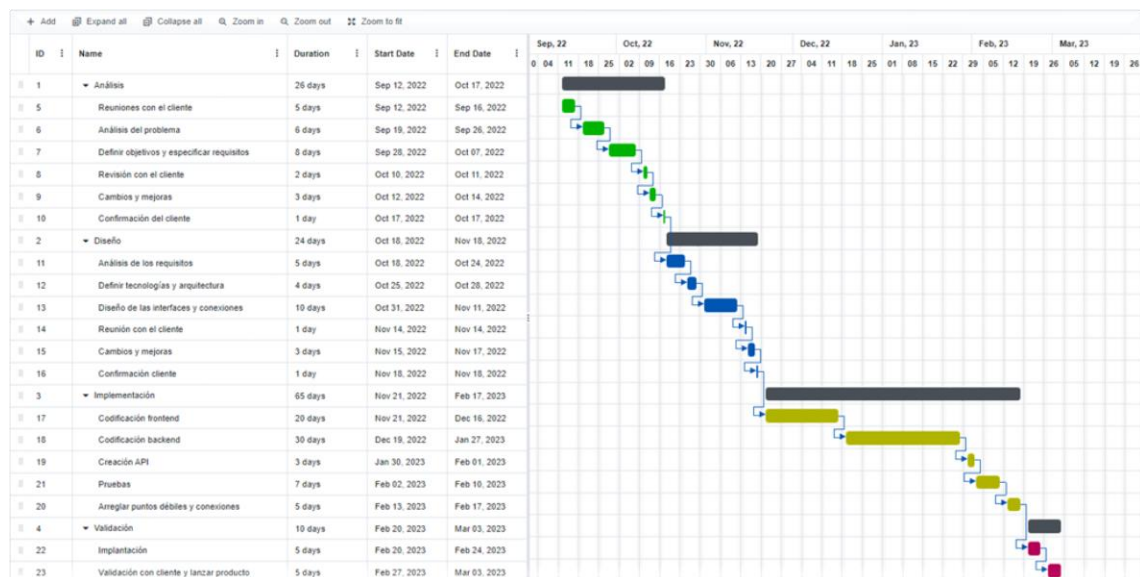 + Add Expand all Collapse all Zoom in Zoom out Zoom to fit
Sep, 22 Oct, 22 Nov, 22 Dec, 22 Jan, 23 Feb, 23 Mar, 23
ID Name Duration Start Date End Date
0 04 11 18 25 02 09 16 23 30 06 13 20 27 04 11 18 25 01 08 15 22 29 05 12 19 26 05 12 19 26
1 Análisis 26 days Sep 12, 2022 Oct 17, 2022
5 Reuniones con el cliente 5 days Sep 12, 2022 Sep 16, 2022
6 Análisis del problema 6 days Sep 19, 2022 Sep 26, 2022
7 Definir objetivos y especificar requisitos 8 days Sep 28, 2022 Oct 07, 2022
8 Revisión con el cliente 2 days Oct 10, 2022 Oct 11, 2022
9 Cambios y mejoras 3 days Oct 12, 2022 Oct 14, 2022
10 Confirmación del cliente 1 day Oct 17, 2022 Oct 17, 2022
2 Diseño 24 days Oct 18, 2022 Nov 18, 2022
11 Análisis de los requisitos 5 days Oct 18, 2022 Oct 24, 2022
12 Definir tecnologías y arquitectura 4 days Oct 25, 2022 Oct 28, 2022
13 Diseño de las interfaces y conexiones 10 days Oct 31, 2022 Nov 11, 2022
14 Reunión con el cliente 1 day Nov 14, 2022 Nov 14, 2022
15 Cambios y mejoras 3 days Nov 15, 2022 Nov 17, 2022
16 Confirmación cliente 1 day Nov 18, 2022 Nov 18, 2022
3 Implementación 65 days Nov 21, 2022 Feb 17, 2023
17 Codificación frontend 20 days Nov 21, 2022 Dec 16, 2022
18 Codificación backend 30 days Dec 19, 2022 Jan 27, 2023
19 Creación API 3 days Jan 30, 2023 Feb 01, 2023
21 Pruebas 7 days Feb 02, 2023 Feb 10, 2023
20 Arreglar puntos débiles y conexiones 5 days Feb 13, 2023 Feb 17, 2023
4 Validación 10 days Feb 20, 2023 Mar 03, 2023
22 Implantación 5 days Feb 20, 2023 Feb 24, 2023
23 Validación con cliente y lanzar producto 5 days Feb 27, 2023 Mar 03, 2023